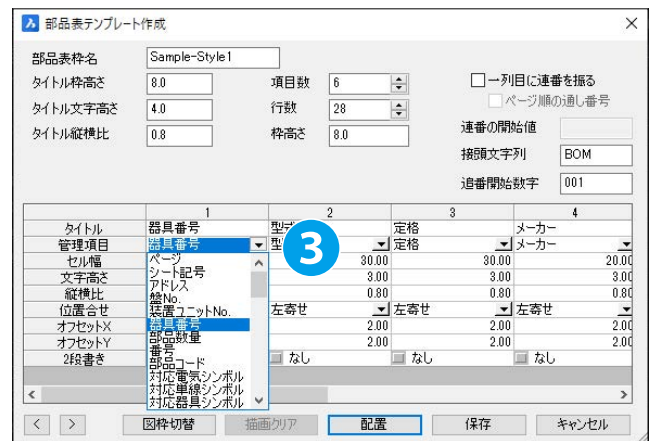 部品表テンプレート作成
部品表枠名 Sample-Style1
タイトル枠高さ 8.0 項目数 6 一列目に連番を振る
ページ順の通し番号
タイトル文字高さ 4.0 行数 28
タイトル縦横比 0.8 枠高さ 8.0 連番の開始値
接頭文字列 BOM
追番開始数字 001
1 2 3 4
タイトル 器具番号 型式 定格 メーカー
管理項目 器具番号 定格 メーカー
セル幅 30.00 30.00 20.00
文字高さ 3.00 3.00 3.00
縦横比 0.80 0.80 0.80
位置合せ 左寄せ 左寄せ 左寄せ
オフセットX 2.00 2.00 2.00
オフセットY 2.00 2.00 2.00
2段書き なし なし なし
ページ
シート記号
アドレス
盤No.
装置ユニットNo.
器具番号
部品数量
番号
部品コード
対応電気シンボル
対応単線シンボル
対応器具シンボル
3
< > 図枠切替 描画クリア 配置 保存 キャンセル